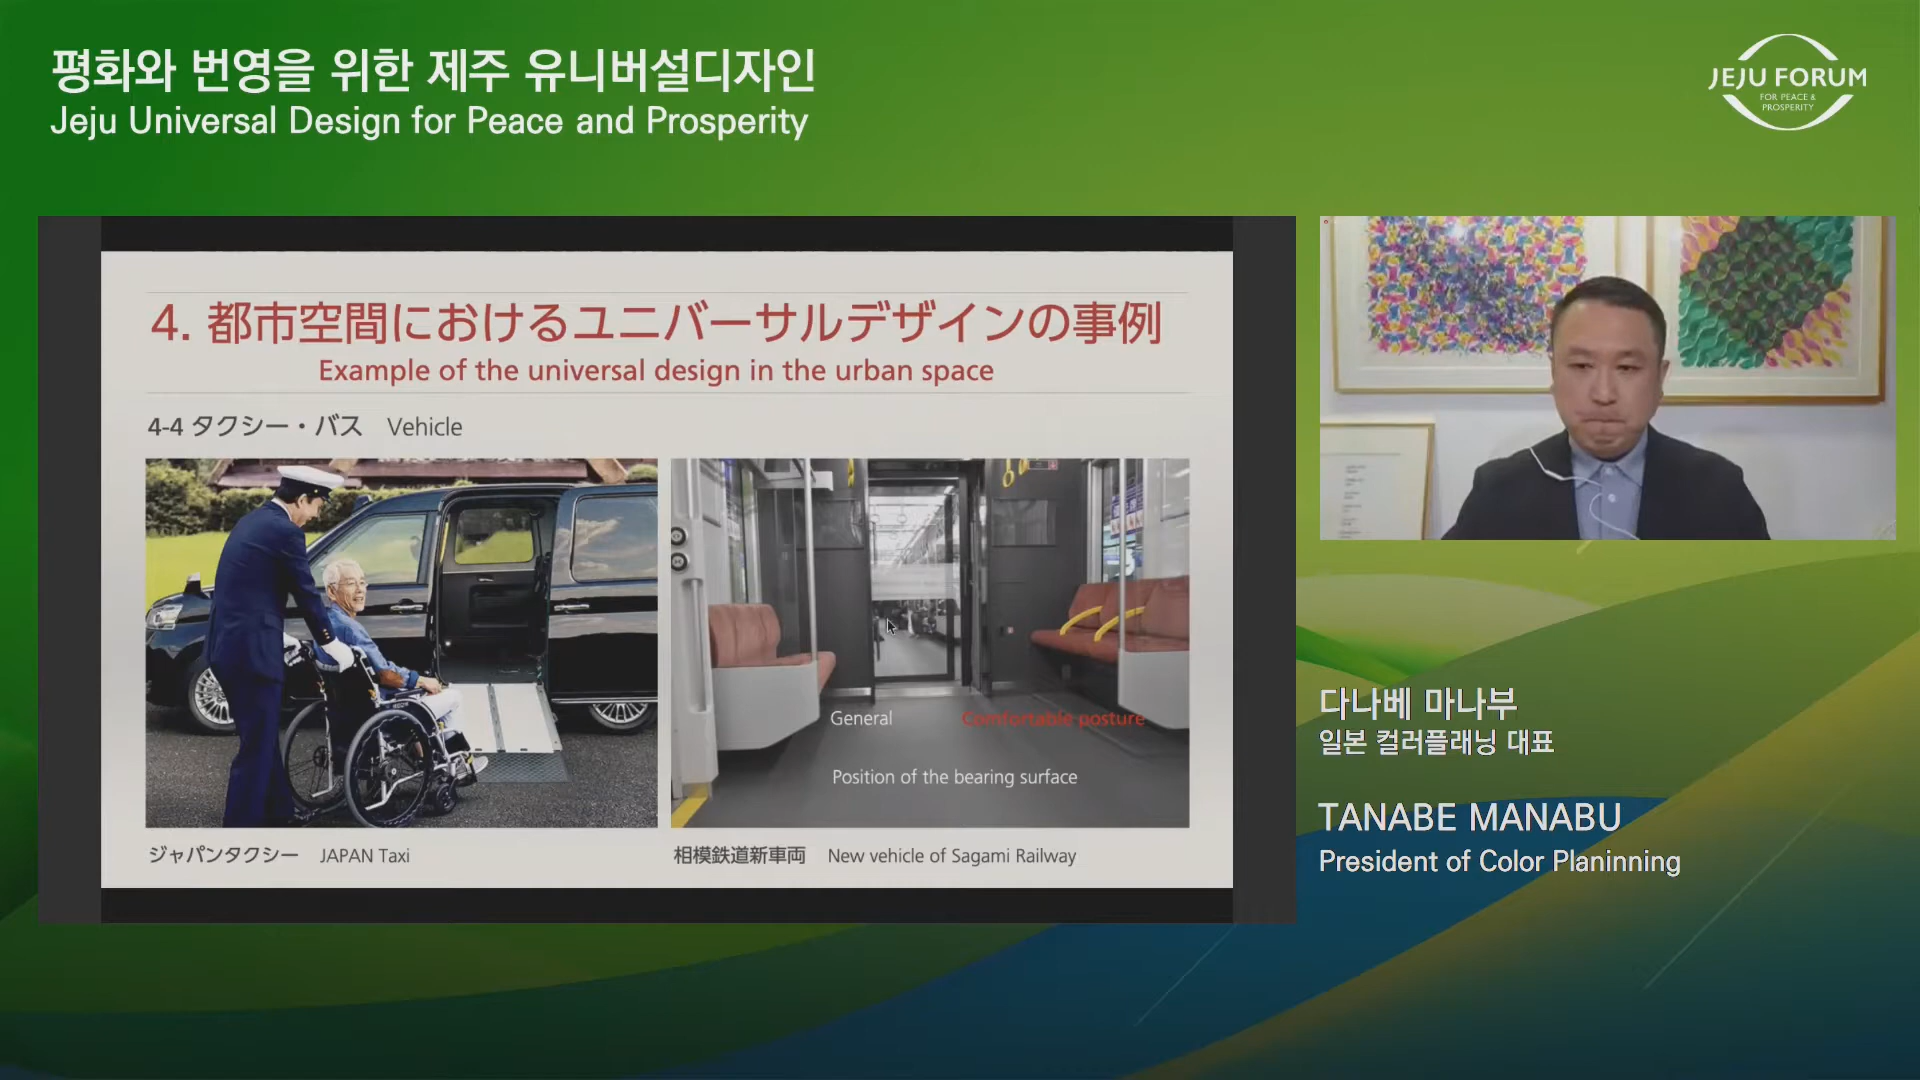 평화와 번영을 위한 제주 유니버설디자인
Jeju Universal Design for Peace and Prosperity
JEJU FORUM
FOR PEACE &
PROSPERITY
4. 都市空間におけるユニバーサルデザインの事例
Example of the universal design in the urban space
4-4 タクシー・バス Vehicle
General Comfortable posture
Position of the bearing surface
ジャパンタクシー JAPAN Taxi
相模鉄道新車両 New vehicle of Sagami Railway
다나베 마나부
일본 컬러플래닝 대표
TANABE MANABU
President of Color Planinning